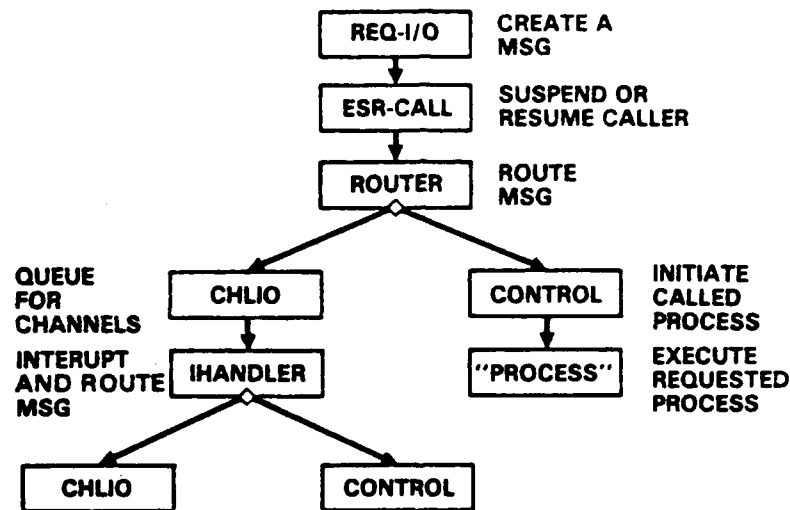 REQ-I/O
CREATE A
MSG
ESR-CALL
SUSPEND OR
RESUME CALLER
ROUTER
ROUTE
MSG
QUEUE
FOR
CHANNELS
CHLIO
CONTROL
INITIATE
CALLED
PROCESS
INTERUPT
AND ROUTE
MSG
IHANDLER
"PROCESS"
EXECUTE
REQUESTED
PROCESS
CHLIO
CONTROL